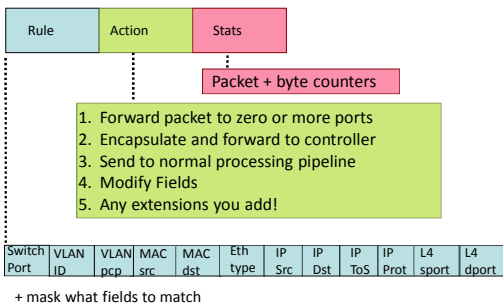 Rule Action Stats
Packet + byte counters
1. Forward packet to zero or more ports
2. Encapsulate and forward to controller
3. Send to normal processing pipeline
4. Modify Fields
5. Any extensions you add!
Switch Port
VLAN ID
VLAN pcp
MAC src
MAC dst
Eth type
IP Src
IP Dst
IP ToS
IP Prot
L4 sport
L4 dport
+ mask what fields to match